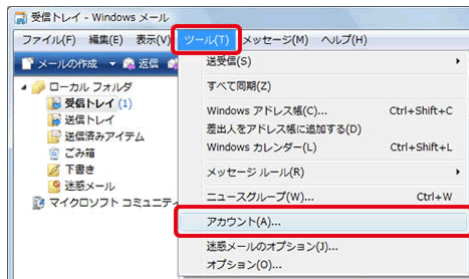 受信トレイ - Windows メール
ファイル(F) 編集(E) 表示(V) ツール(T) メッセージ(M) ヘルプ(H)
メールの作成 返信
ローカル フォルダ
受信トレイ (1)
送信トレイ
送信済みアイテム
ごみ箱
下書き
迷惑メール
マイクロソフト コミュニティ
送受信(S)
すべて同期(Z)
Windows アドレス帳(C)... Ctrl+Shift+C
差出人をアドレス帳に追加する(D)
Windows カレンダー(L) Ctrl+Shift+L
メッセージ ルール(R)
ニュースグループ(W)... Ctrl+W
アカウント(A)...
迷惑メールのオプション(J)...
オプション(O)...